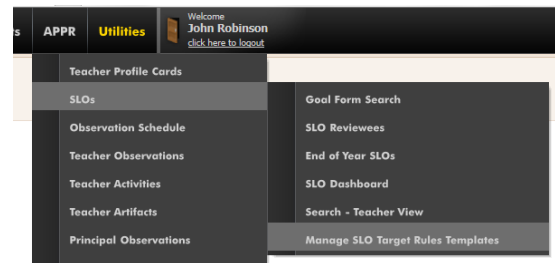 Welcome
s APPR Utilities John Robinson
click here to logout
Teacher Profile Cards
SLOs Goal Form Search
Observation Schedule SLO Reviewees
Teacher Observations End of Year SLOs
Teacher Activities SLO Dashboard
Teacher Artifacts Search - Teacher View
Principal Observations Manage SLO Target Rules Templates